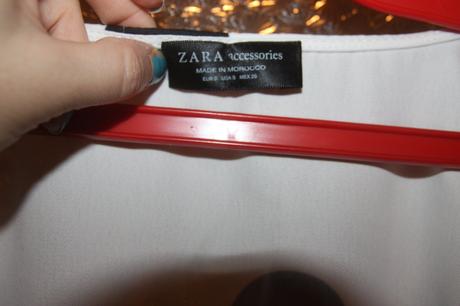 ZARA accessories
MADE IN MOROCCO
EUR S USA S MEX 26